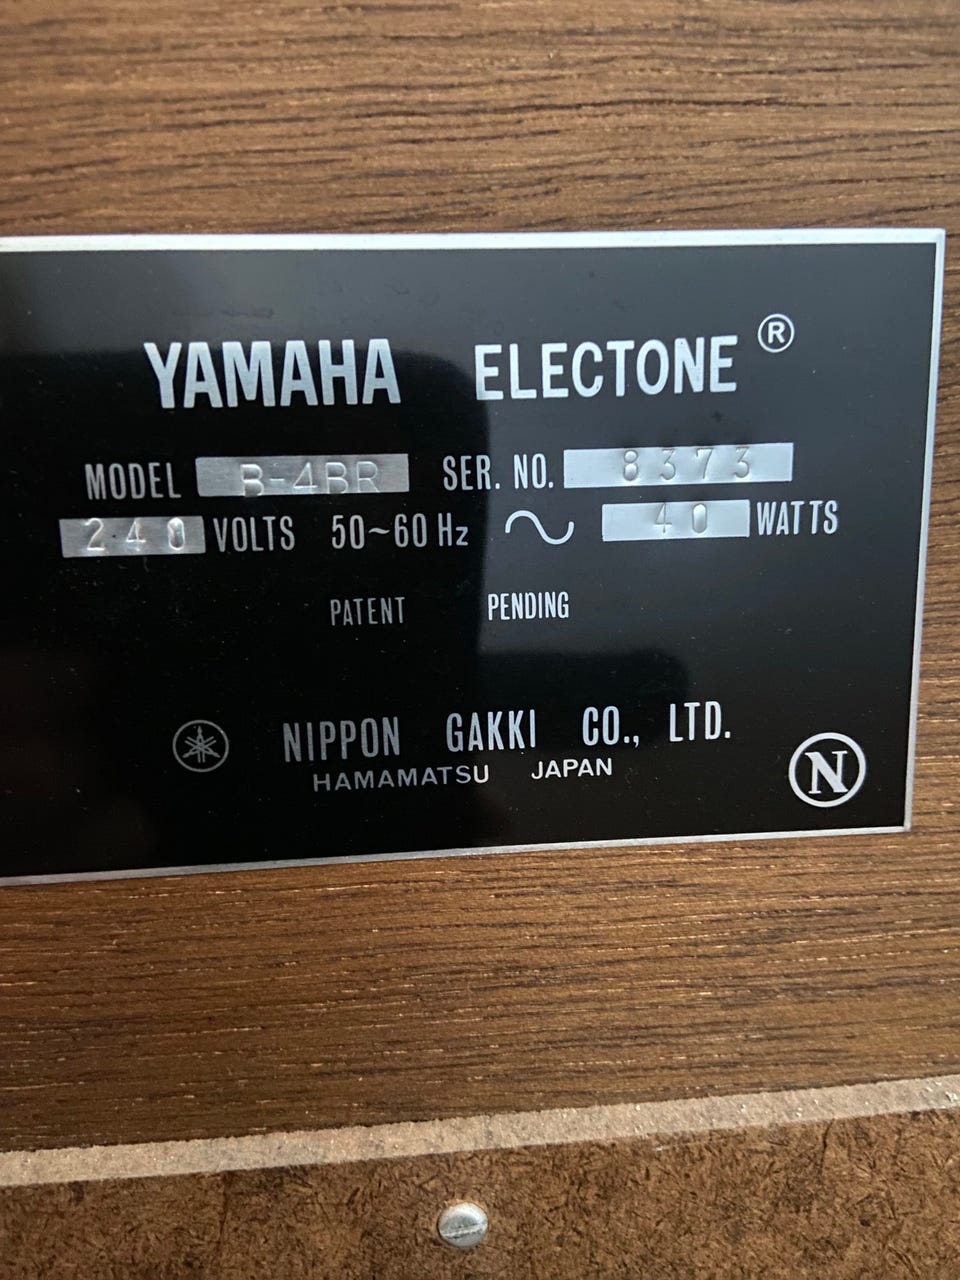 YAMAHA ELECTONE ®
MODEL B-4BR SER. NO. 8373
240 VOLTS 50~60 Hz 40 WATTS
PATENT PENDING
NIPPON GAKKI CO., LTD.
HAMAMATSU JAPAN
N